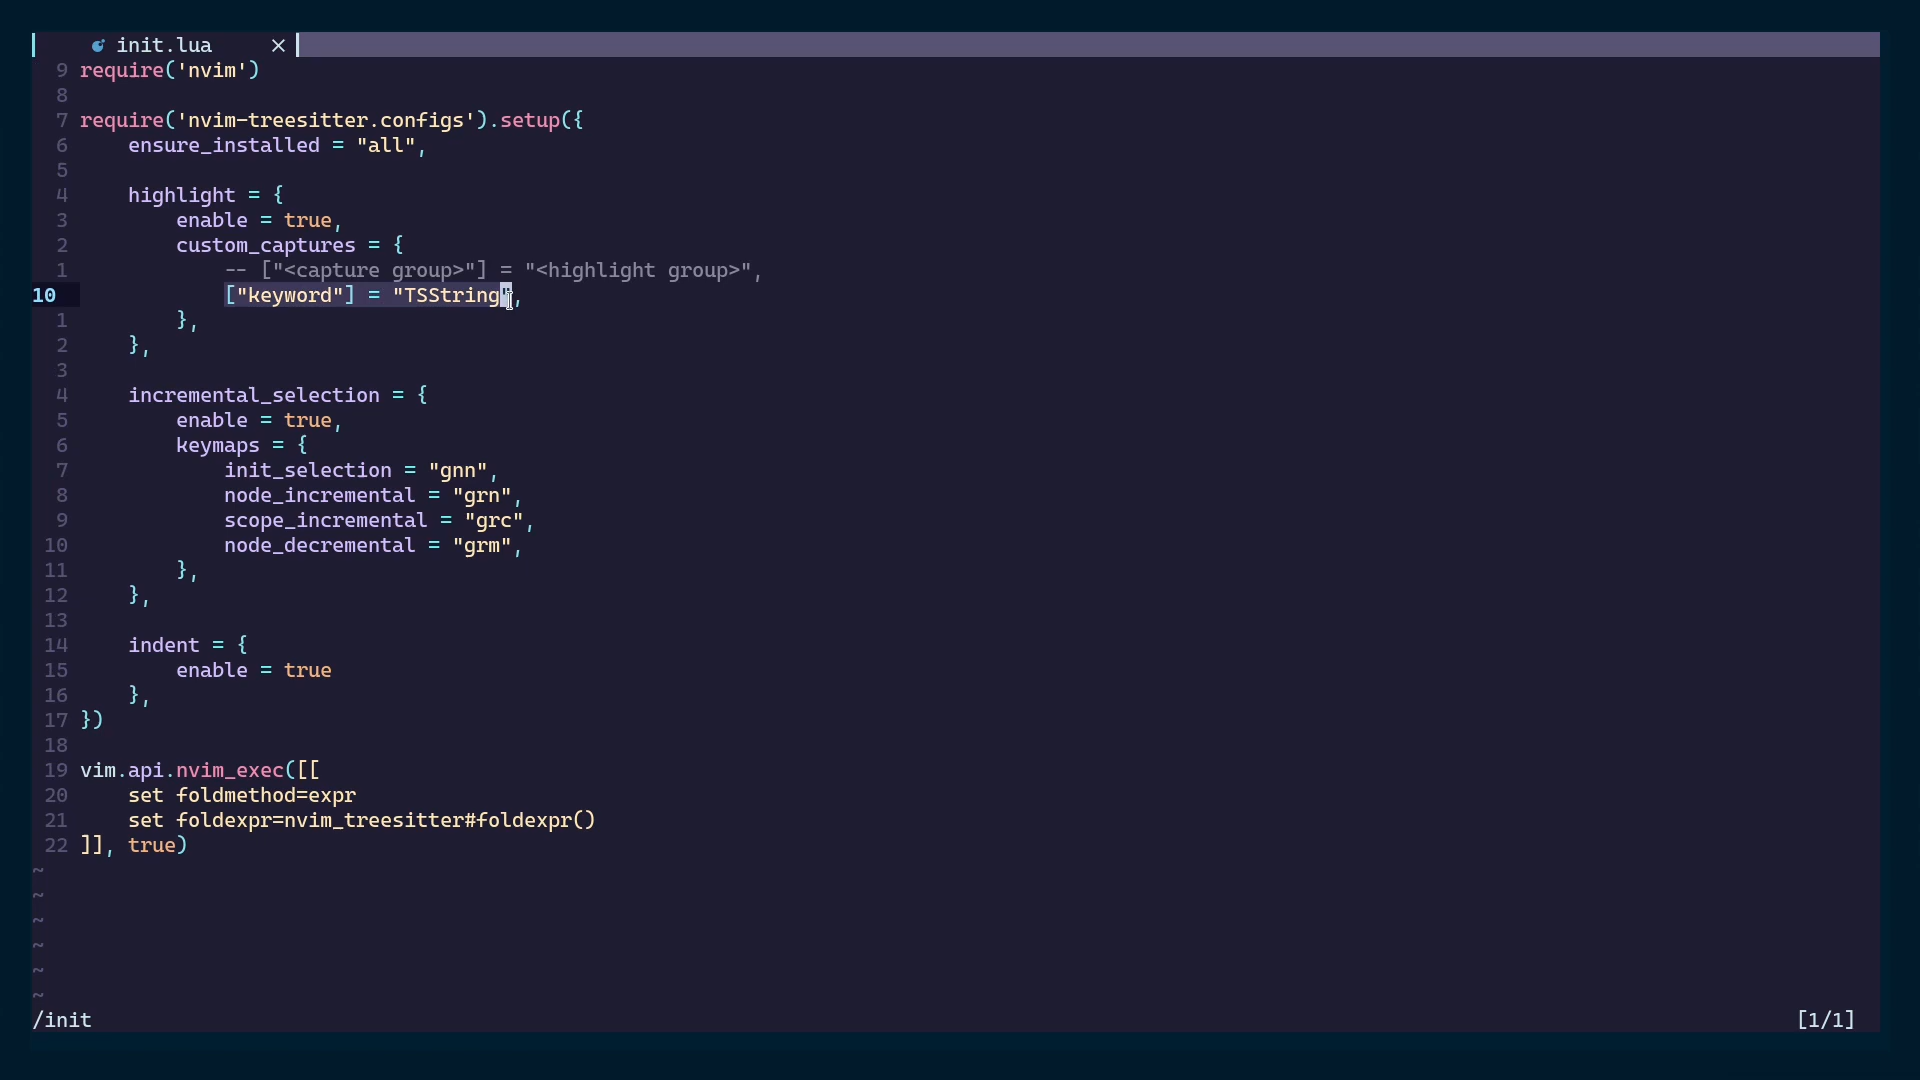 init.lua ×
9 require('nvim')
8
7 require('nvim-treesitter.configs').setup({
6     ensure_installed = "all",
5
4     highlight = {
3         enable = true,
2         custom_captures = {
1             -- ["<capture group>"] = "<highlight group>",
10             ["keyword"] = "TSString",
1         },
2     },
3
4     incremental_selection = {
5         enable = true,
6         keymaps = {
7             init_selection = "gnn",
8             node_incremental = "grn",
9             scope_incremental = "grc",
10             node_decremental = "grm",
11         },
12     },
13
14     indent = {
15         enable = true
16     },
17 })
18
19 vim.api.nvim_exec([[
20     set foldmethod=expr
21     set foldexpr=nvim_treesitter#foldexpr()
22 ]], true)
~
~
~
~
~
~
/init [1/1]